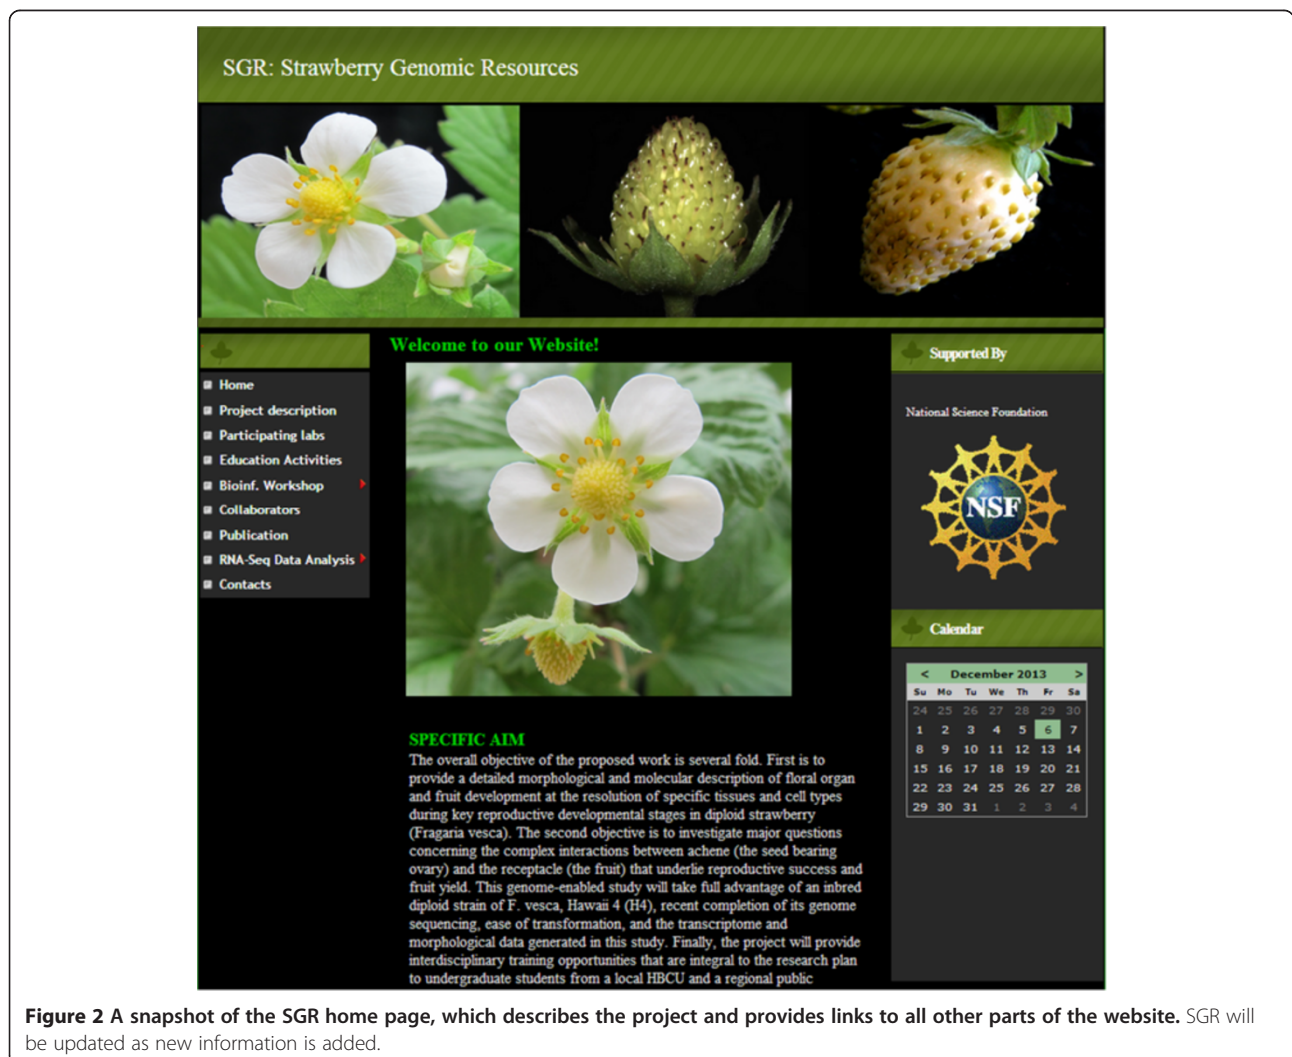 SGR: Strawberry Genomic Resources
Home
Project description
Participating labs
Education Activities
Bioinf. Workshop
Collaborators
Publication
RNA-Seq Data Analysis
Contacts
Welcome to our Website!
SPECIFIC AIM
The overall objective of the proposed work is several fold. First is to
provide a detailed morphological and molecular description of floral organ
and fruit development at the resolution of specific tissues and cell types
during key reproductive developmental stages in diploid strawberry
(Fragaria vesca). The second objective is to investigate major questions
concerning the complex interactions between achene (the seed bearing
ovary) and the receptacle (the fruit) that underlie reproductive success and
fruit yield. This genome-enabled study will take full advantage of an inbred
diploid strain of F. vesca, Hawaii 4 (H4), recent completion of its genome
sequencing, ease of transformation, and the transcriptome and
morphological data generated in this study. Finally, the project will provide
interdisciplinary training opportunities that are integral to the research plan
to undergraduate students from a local HBCU and a regional public
Supported By
National Science Foundation
NSF
Calendar
< December 2013 >
Su Mo Tu We Th Fr Sa
24 25 26 27 28 29 30
1 2 3 4 5 6 7
8 9 10 11 12 13 14
15 16 17 18 19 20 21
22 23 24 25 26 27 28
29 30 31 1 2 3 4
Figure 2 A snapshot of the SGR home page, which describes the project and provides links to all other parts of the website. SGR will
be updated as new information is added.